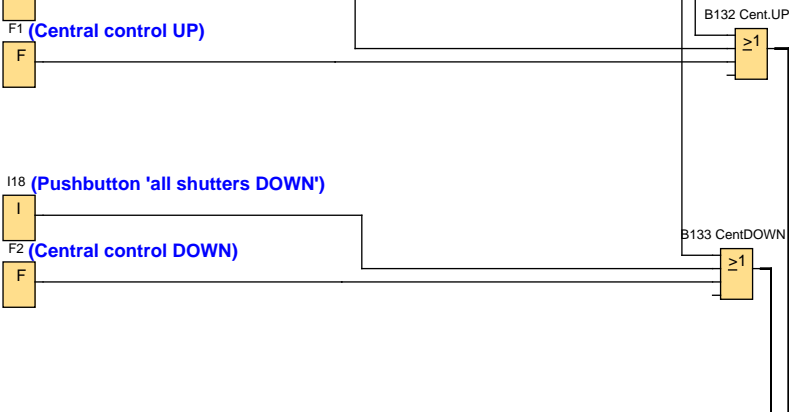 B132 Cent.UP
F1 (Central control UP)
≥1
F
I18 (Pushbutton 'all shutters DOWN')
I
B133 CentDOWN
F2 (Central control DOWN)
≥1
F